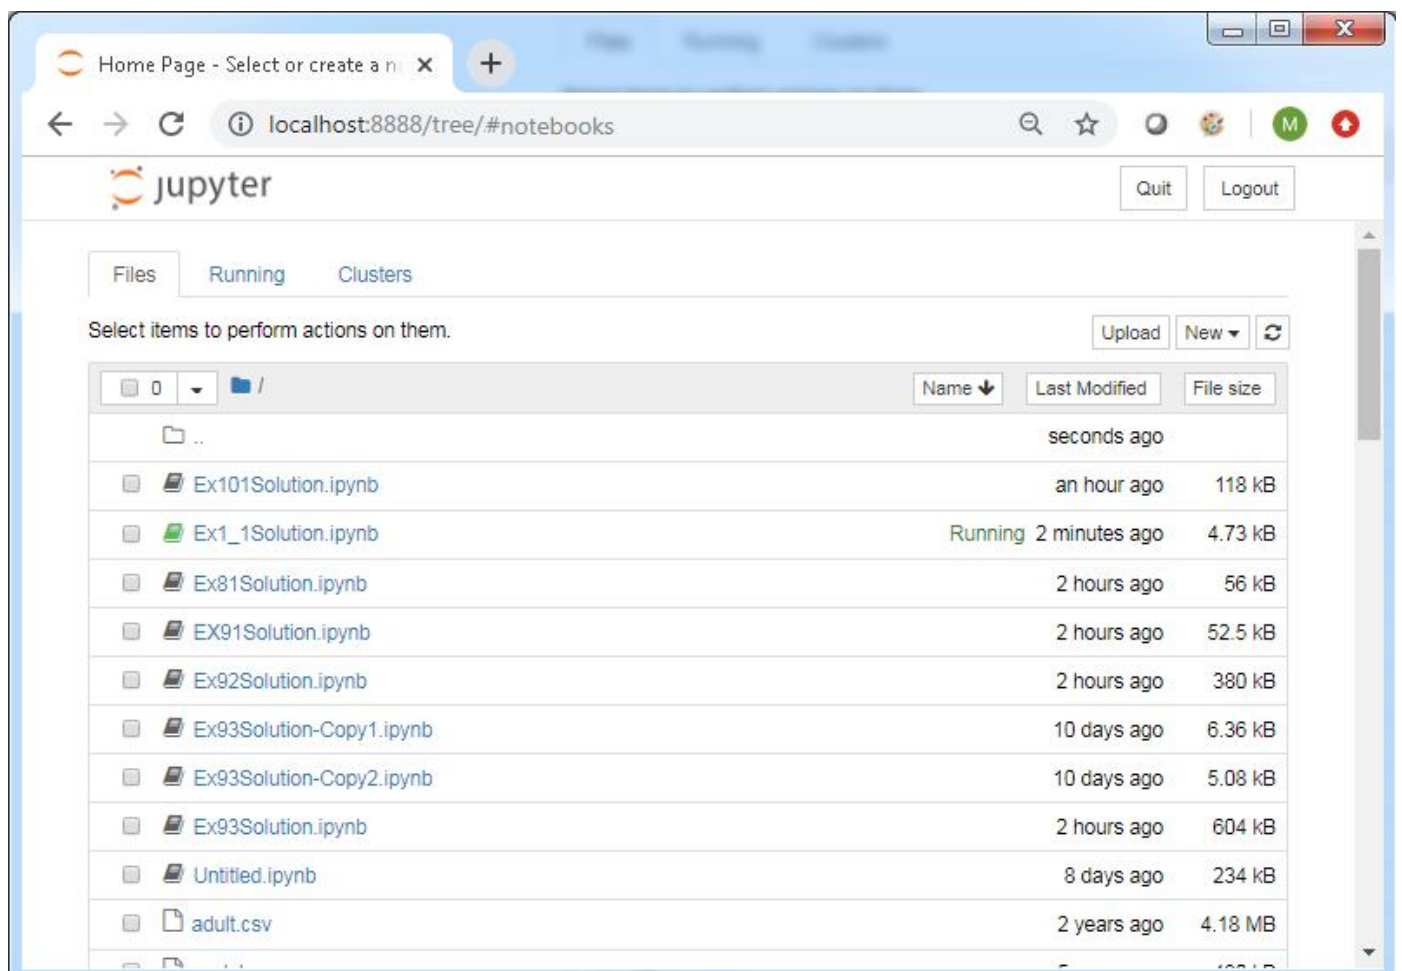 Home Page - Select or create a n
localhost:8888/tree/#notebooks
M
jupyter
Quit Logout
Files Running Clusters
Select items to perform actions on them.
Upload New
0 / Name Last Modified File size
.. seconds ago
Ex101Solution.ipynb an hour ago 118 kB
Ex1_1Solution.ipynb Running 2 minutes ago 4.73 kB
Ex81Solution.ipynb 2 hours ago 56 kB
EX91Solution.ipynb 2 hours ago 52.5 kB
Ex92Solution.ipynb 2 hours ago 380 kB
Ex93Solution-Copy1.ipynb 10 days ago 6.36 kB
Ex93Solution-Copy2.ipynb 10 days ago 5.08 kB
Ex93Solution.ipynb 2 hours ago 604 kB
Untitled.ipynb 8 days ago 234 kB
adult.csv 2 years ago 4.18 MB